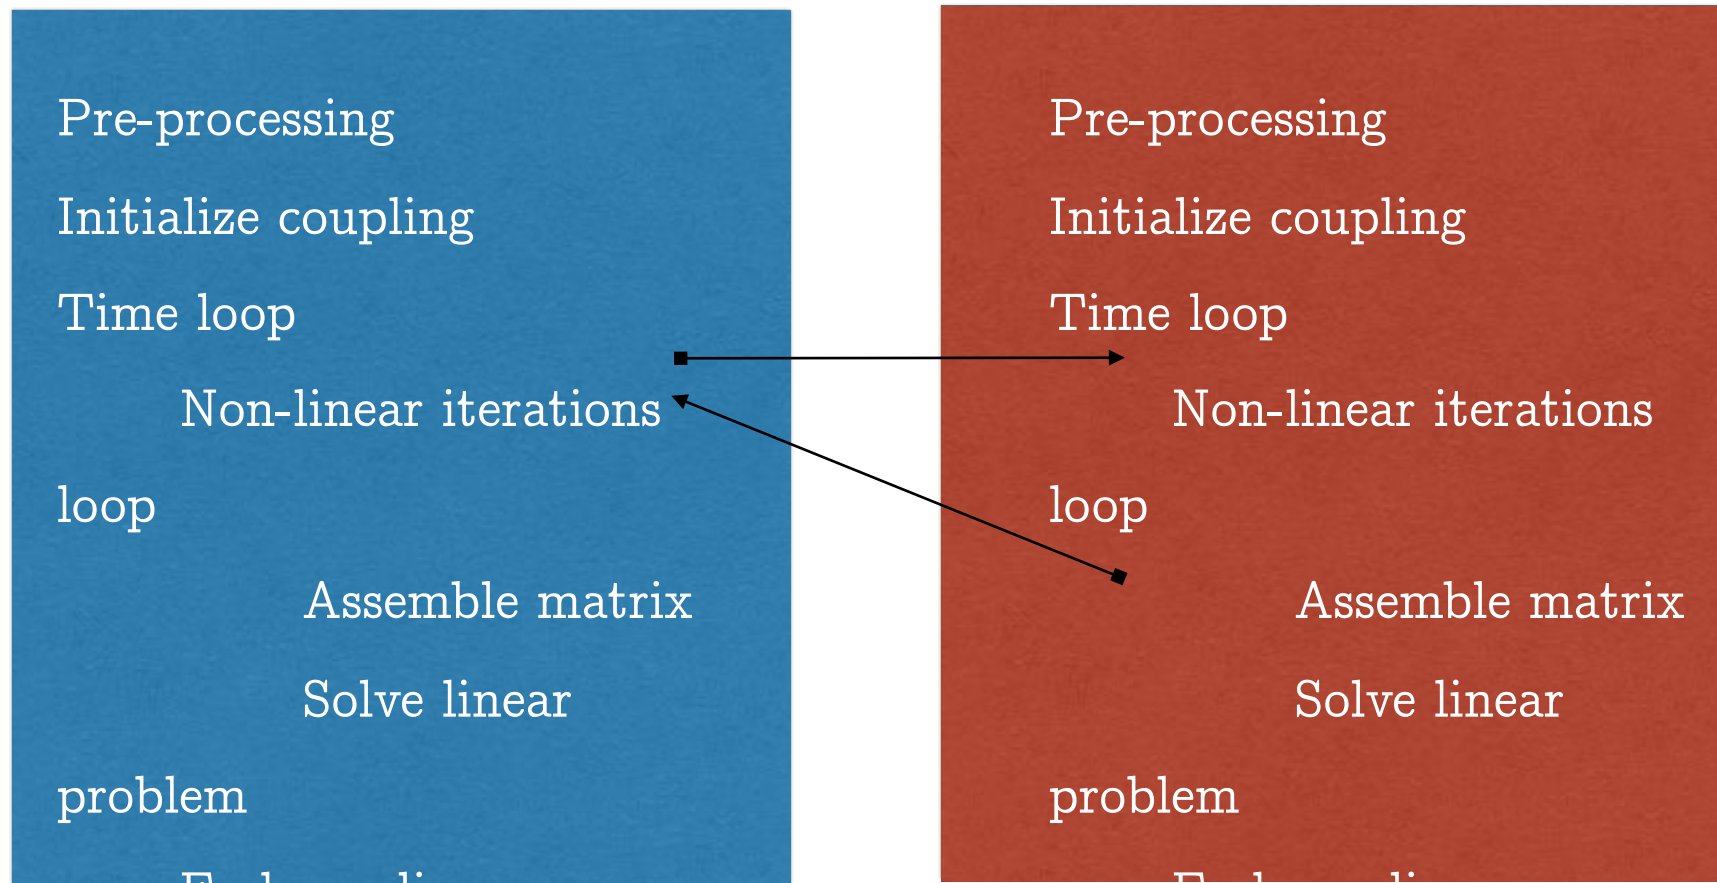 Pre-processing
Initialize coupling
Time loop
Non-linear iterations
loop
Assemble matrix
Solve linear
problem
Pre-processing
Initialize coupling
Time loop
Non-linear iterations
loop
Assemble matrix
Solve linear
problem